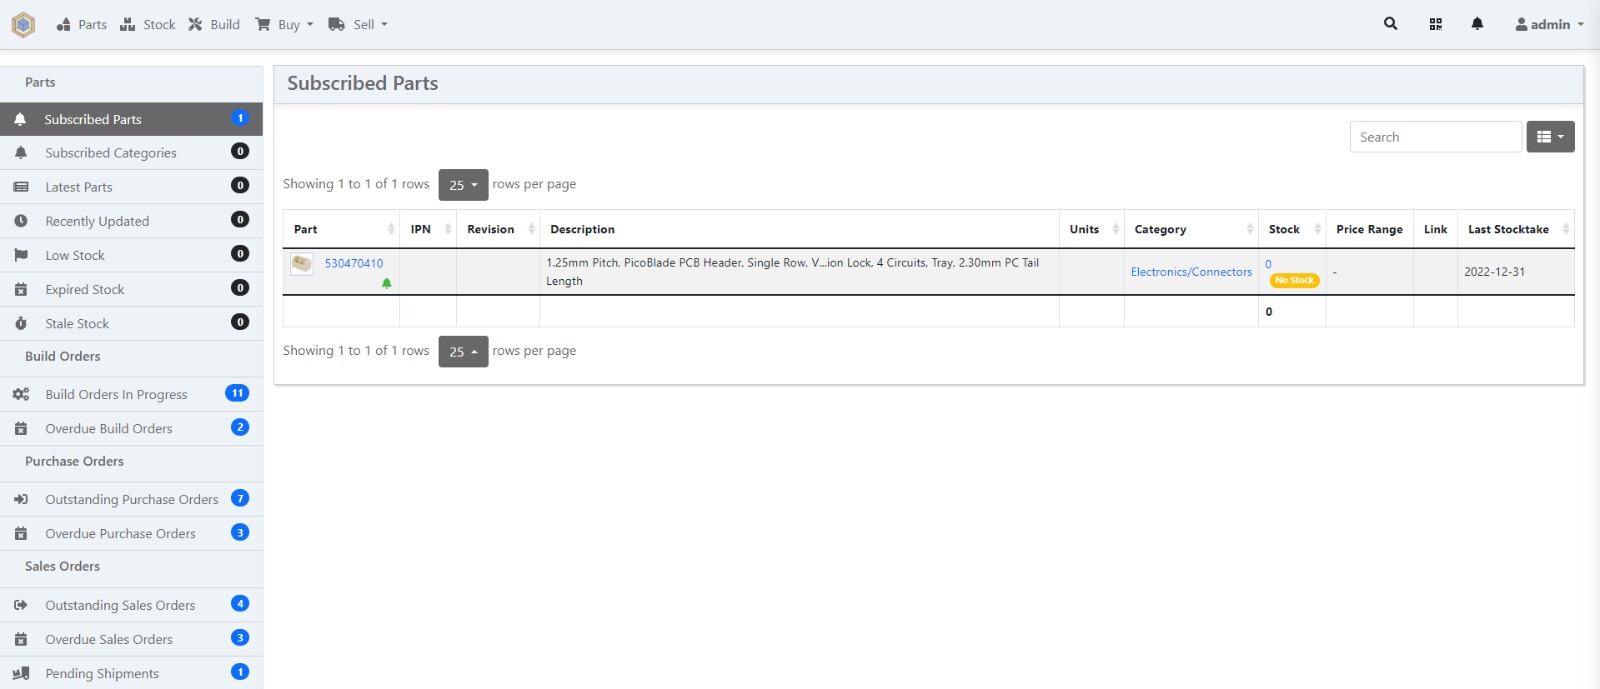 Parts Stock Build Buy Sell admin
Parts
Subscribed Parts 1
Subscribed Categories 0
Latest Parts 0
Recently Updated 0
Low Stock 0
Expired Stock 0
Stale Stock 0
Build Orders
Build Orders In Progress 11
Overdue Build Orders 2
Purchase Orders
Outstanding Purchase Orders 7
Overdue Purchase Orders 3
Sales Orders
Outstanding Sales Orders 4
Overdue Sales Orders 3
Pending Shipments 1
Subscribed Parts
Search
Showing 1 to 1 of 1 rows 25 rows per page
Part IPN Revision Description Units Category Stock Price Range Link Last Stocktake
530470410 1.25mm Pitch, PicoBlade PCB Header, Single Row, V...ion Lock, 4 Circuits, Tray, 2.30mm PC Tail Electronics/Connectors 0 - 2022-12-31
Length No Stock
0
Showing 1 to 1 of 1 rows 25 rows per page